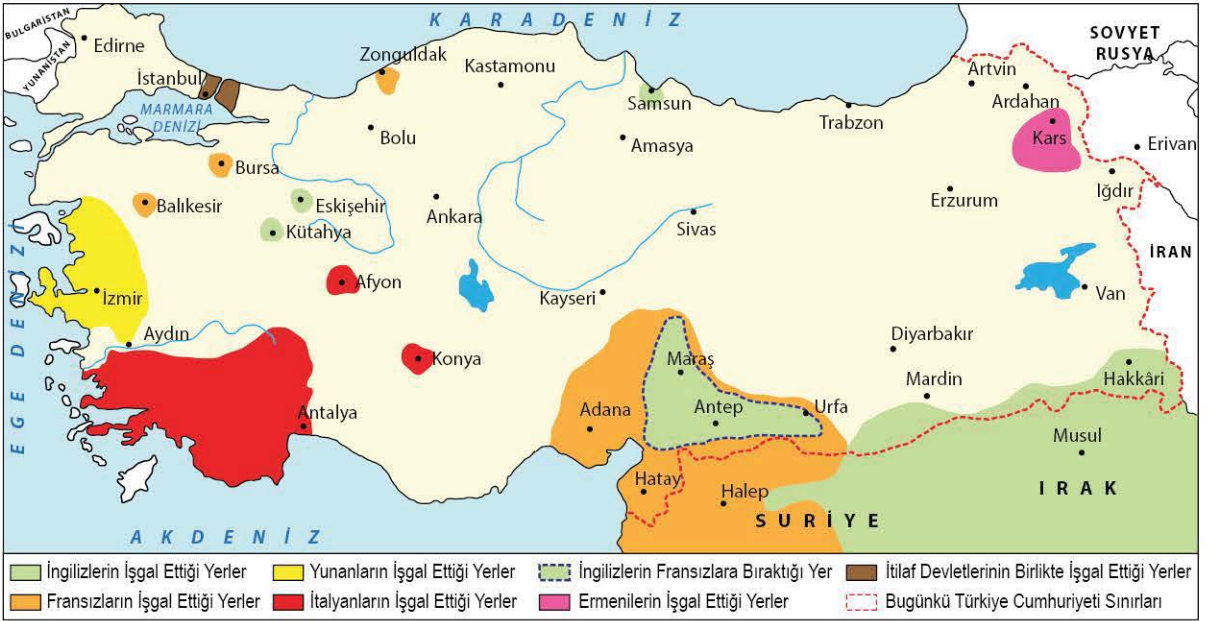 KARADENİZ
BULGARİSTAN
YUNANİSTAN
Edirne
İstanbul
MARMARA
DENİZİ
Zonguldak
Kastamonu
Bolu
Samsun
Amasya
Trabzon
Artvin
Ardahan
Kars
SOVYET
RUSYA
Erivan
Iğdır
Erzurum
Bursa
Balıkesir
Eskişehir
Kütahya
Ankara
Sivas
İRAN
EGE DENİZİ
İzmir
Afyon
Kayseri
Van
Aydın
Konya
Maraş
Diyarbakır
Mardin
Hakkâri
Antalya
Adana
Antep
Urfa
Musul
Hatay
Halep
IRAK
SURİYE
AKDENİZ
İngilizlerin İşgal Ettiği Yerler
Yunanların İşgal Ettiği Yerler
İngilizlerin Fransızlara Bıraktığı Yer
İtilaf Devletlerinin Birlikte İşgal Ettiği Yerler
Fransızların İşgal Ettiği Yerler
İtalyanların İşgal Ettiği Yerler
Ermenilerin İşgal Ettiği Yerler
Bugünkü Türkiye Cumhuriyeti Sınırları